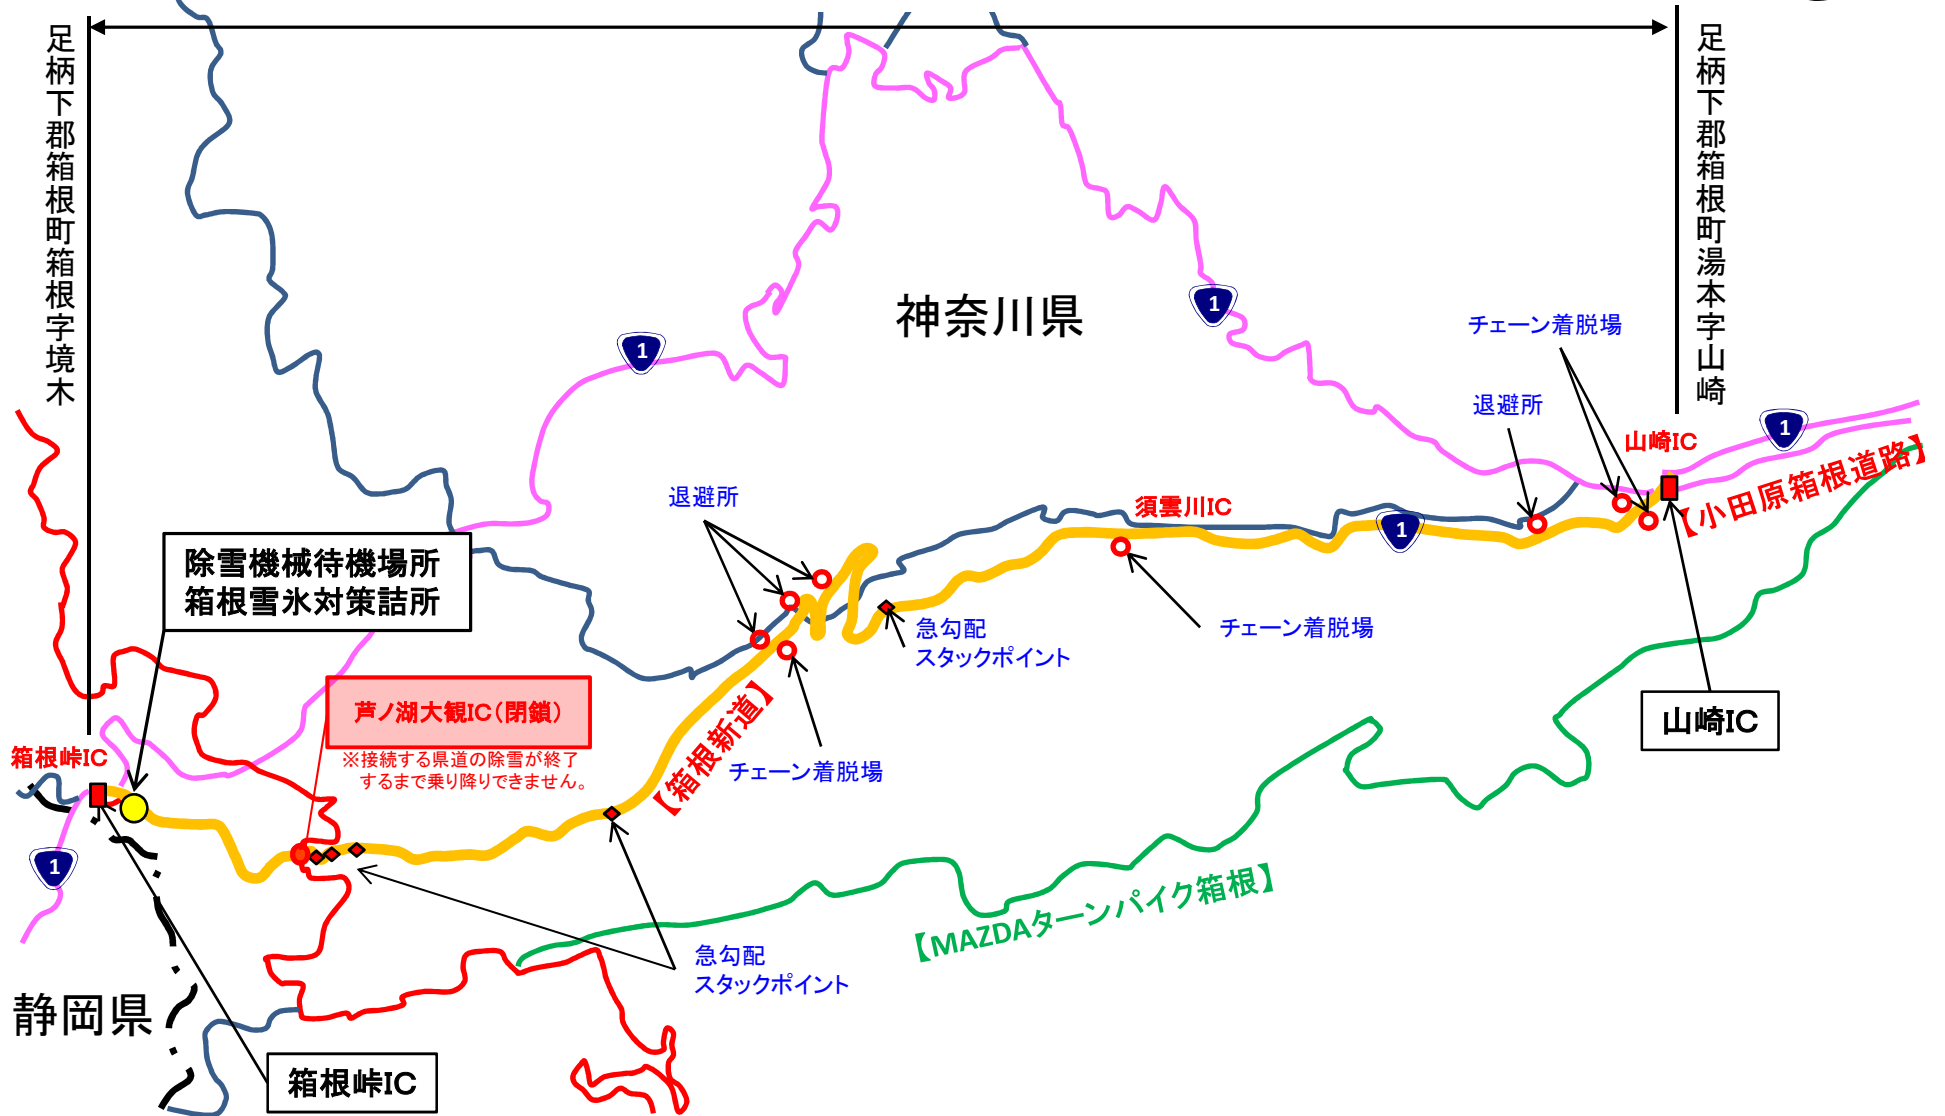 足柄下郡箱根町箱根字境木
足柄下郡箱根町湯本字山崎
神奈川県
1
1
チェーン着脱場
退避所
山崎IC
1
【小田原箱根道路】
退避所
須雲川IC
1
除雪機械待機場所
箱根雪氷対策詰所
急勾配
スタックポイント
チェーン着脱場
芦ノ湖大観IC(閉鎖)
※接続する県道の除雪が終了
するまで乗り降りできません。
【箱根新道】
チェーン着脱場
山崎IC
箱根峠IC
1
【MAZDAターンパイク箱根】
急勾配
スタックポイント
静岡県
箱根峠IC